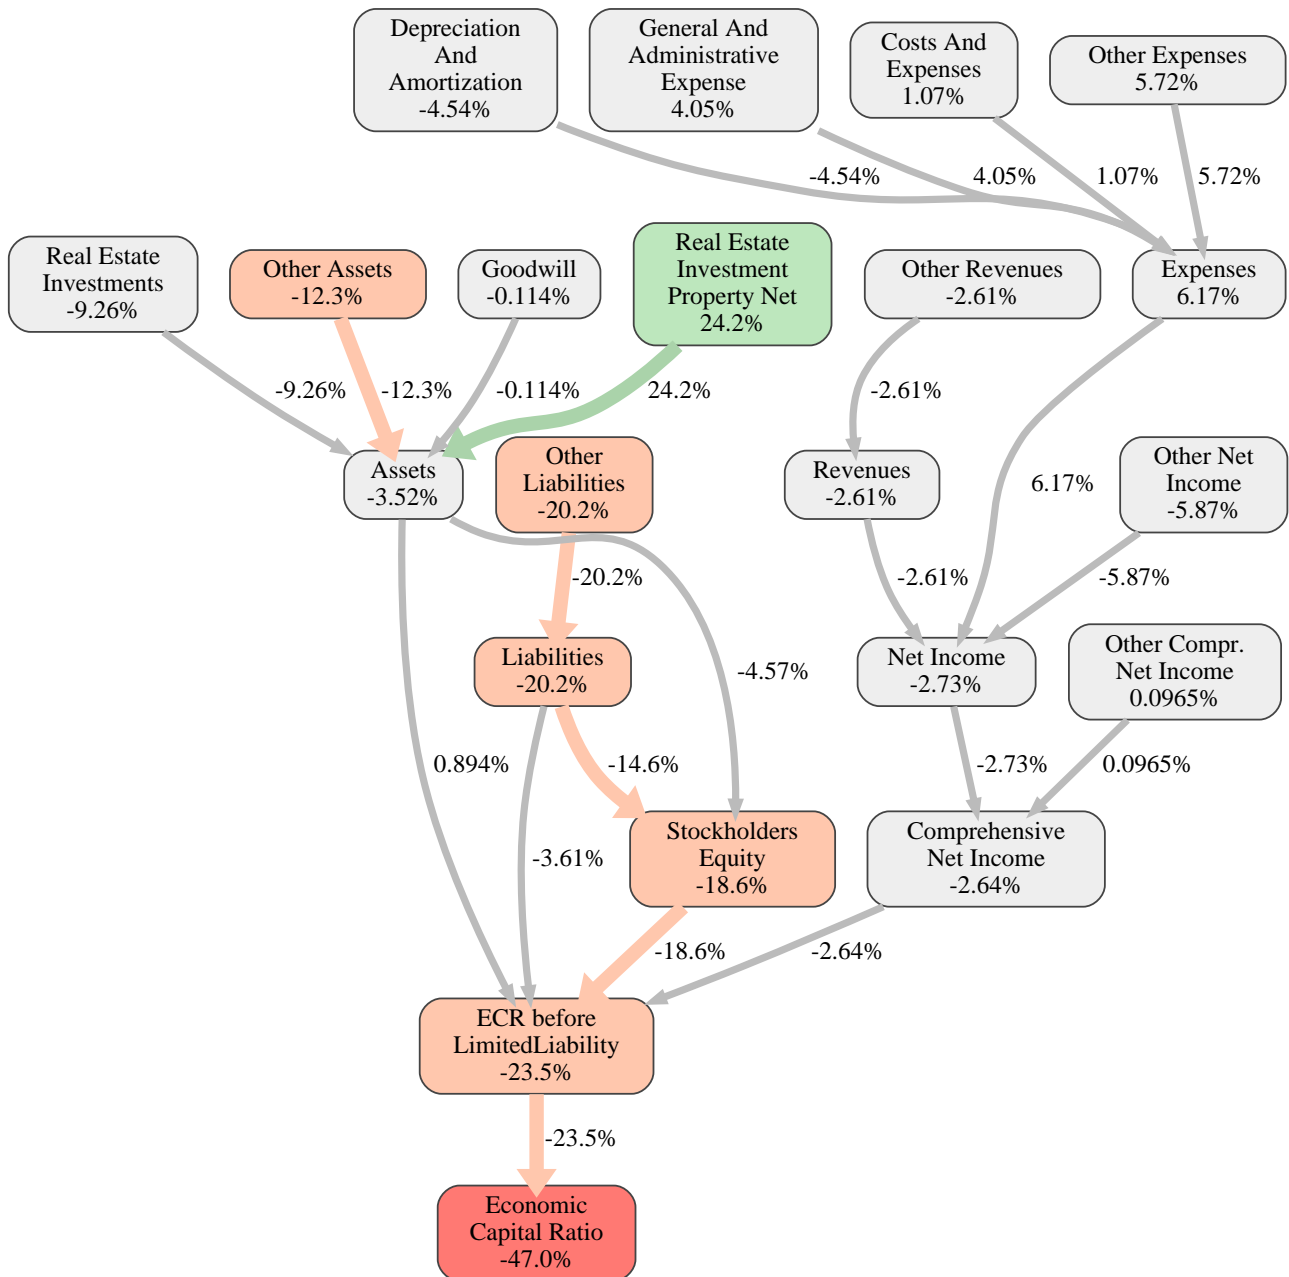 Depreciation
And
Amortization
-4.54%
General And
Administrative
Expense
4.05%
Costs And
Expenses
1.07%
Other Expenses
5.72%
-4.54%
4.05%
1.07%
5.72%
Real Estate
Investments
-9.26%
Other Assets
-12.3%
Goodwill
-0.114%
Real Estate
Investment
Property Net
24.2%
Other Revenues
-2.61%
Expenses
6.17%
-9.26%
-12.3%
-0.114%
24.2%
-2.61%
Assets
-3.52%
Other
Liabilities
-20.2%
Revenues
-2.61%
6.17%
Other Net
Income
-5.87%
-20.2%
-2.61%
-5.87%
Liabilities
-20.2%
-4.57%
Net Income
-2.73%
Other Compr.
Net Income
0.0965%
0.894%
-14.6%
-2.73%
0.0965%
-3.61%
Stockholders
Equity
-18.6%
Comprehensive
Net Income
-2.64%
-18.6%
-2.64%
ECR before
LimitedLiability
-23.5%
-23.5%
Economic
Capital Ratio
-47.0%